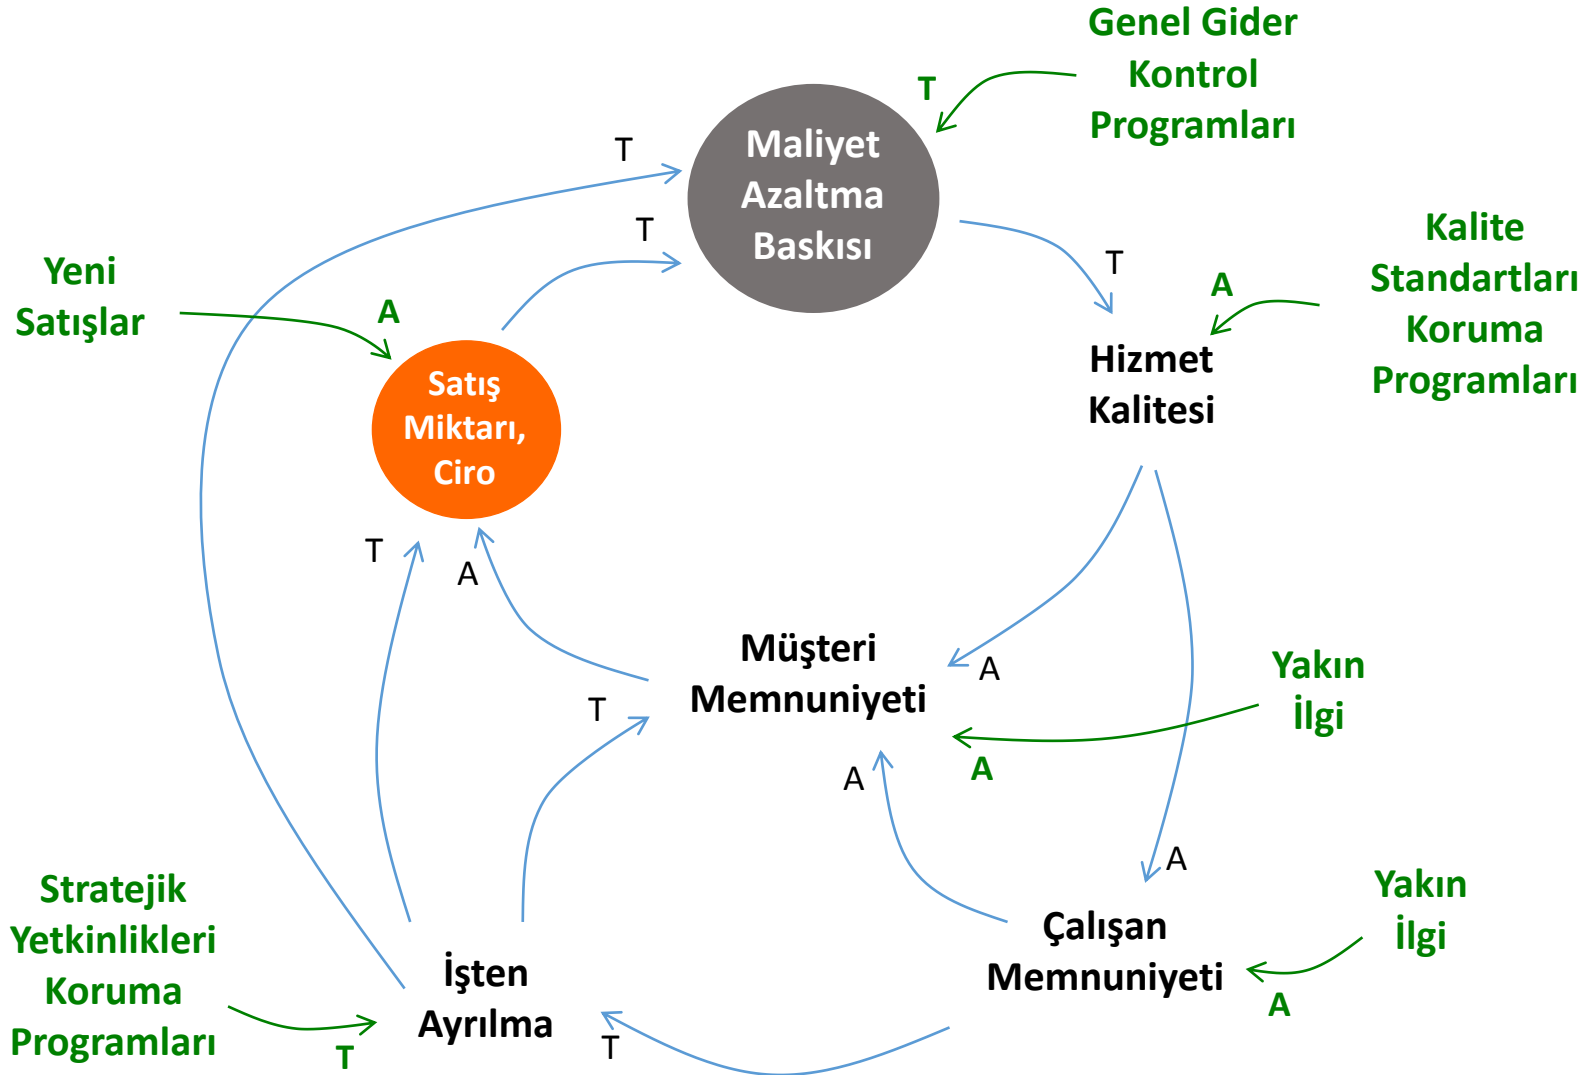 Genel Gider
Kontrol
Programları
T
Maliyet
Azaltma
Baskısı
T
T
T
Kalite
Standartları
Koruma
Programları
A
Yeni
Satışlar
A
Hizmet
Kalitesi
Satış
Miktarı,
Ciro
T
A
Müşteri
Memnuniyeti
A
T
Yakın
İlgi
A
A
A
Çalışan
Memnuniyeti
Yakın
İlgi
A
Stratejik
Yetkinlikleri
Koruma
Programları
T
İşten
Ayrılma
T